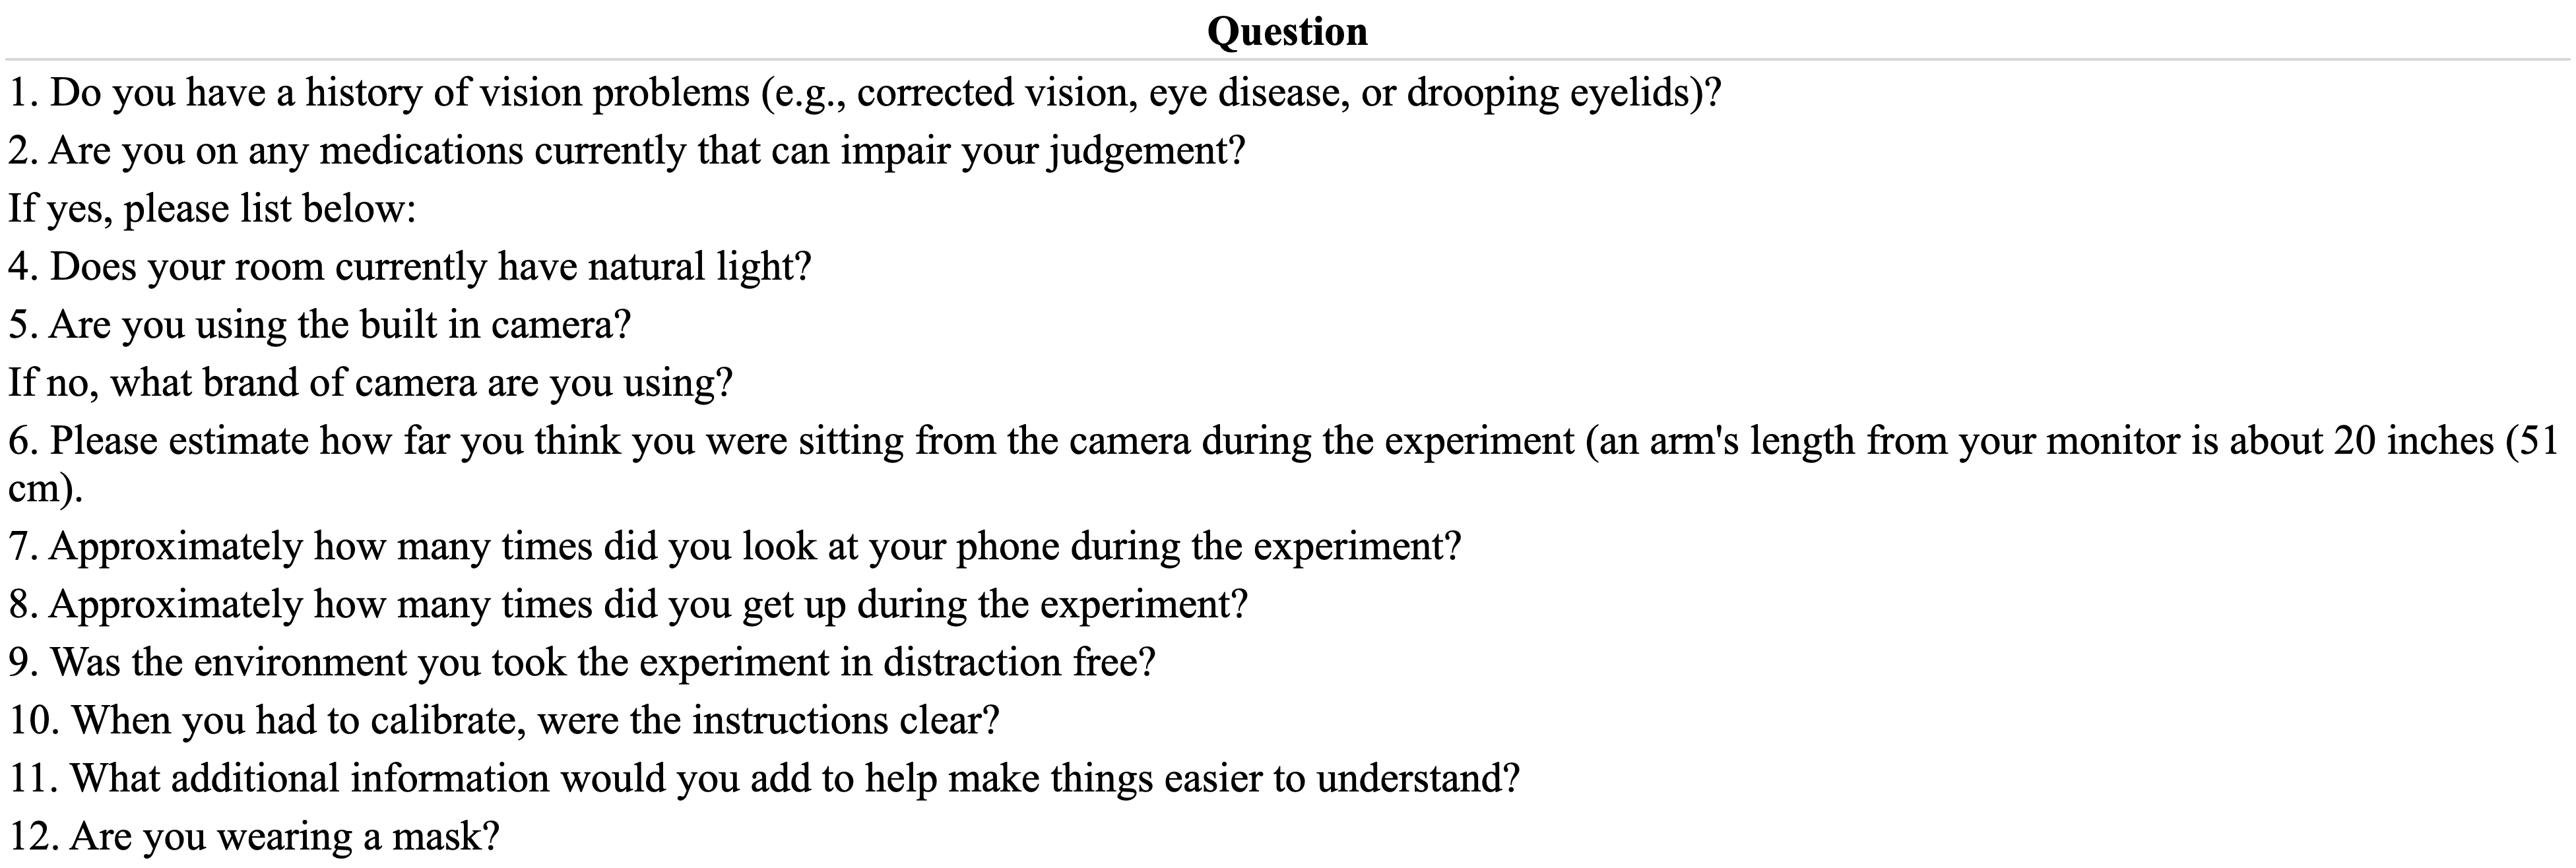 Question
1. Do you have a history of vision problems (e.g., corrected vision, eye disease, or drooping eyelids)?
2. Are you on any medications currently that can impair your judgement?
If yes, please list below:
4. Does your room currently have natural light?
5. Are you using the built in camera?
If no, what brand of camera are you using?
6. Please estimate how far you think you were sitting from the camera during the experiment (an arm's length from your monitor is about 20 inches (51
cm).
7. Approximately how many times did you look at your phone during the experiment?
8. Approximately how many times did you get up during the experiment?
9. Was the environment you took the experiment in distraction free?
10. When you had to calibrate, were the instructions clear?
11. What additional information would you add to help make things easier to understand?
12. Are you wearing a mask?